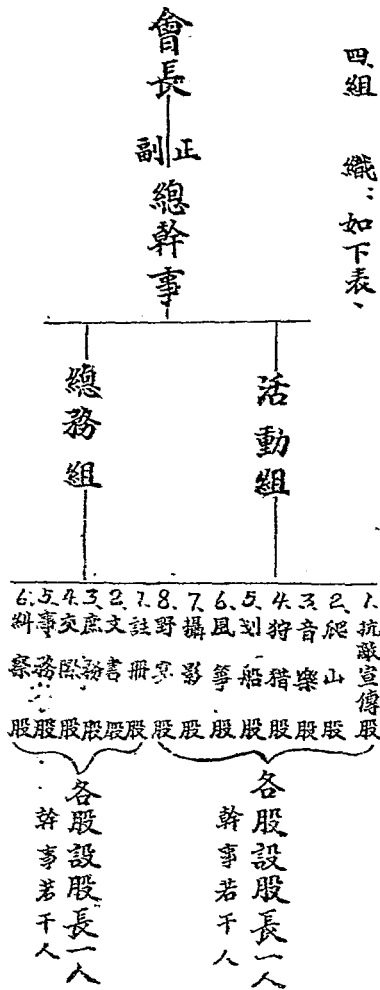 四、組織：如下表、
會長
正副總幹事
活動組
1.抗敵宣傳股
2.爬山股
3.音樂股
4.狩猎股
5.划船股
6.風箏股
7.攝影股
8.野宴股
各股設股長一人
幹事若干人
總務組
1.註冊股
2.文書股
3.庶務股
4.交際股
5.事務股
6.糾察股
各股設股長一人
幹事若干人